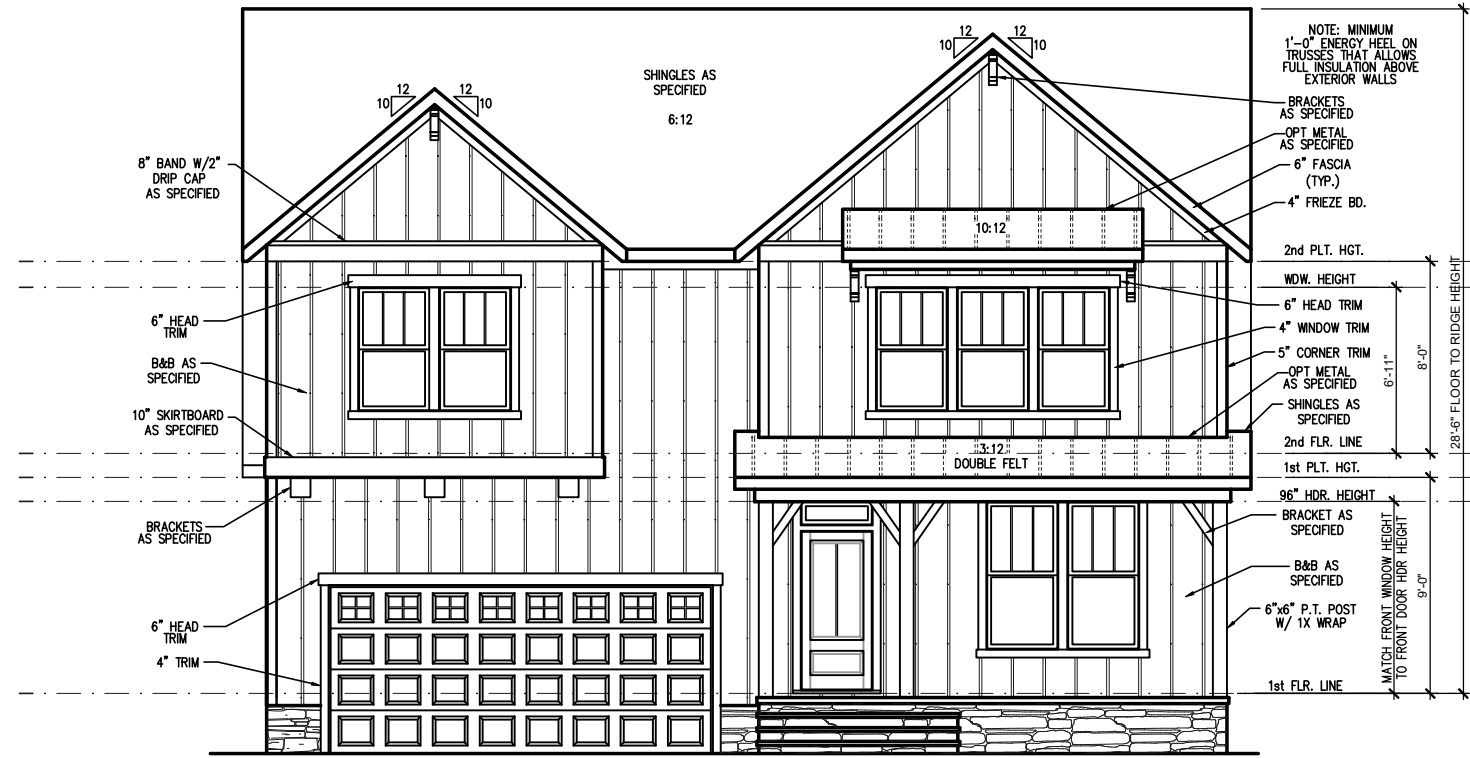 12
12
10
10
12
12
10
10
SHINGLES AS
SPECIFIED
6:12
NOTE: MINIMUM
1'-0" ENERGY HEEL ON
TRUSSES THAT ALLOWS
FULL INSULATION ABOVE
EXTERIOR WALLS
BRACKETS
AS SPECIFIED
OPT METAL
AS SPECIFIED
6" FASCIA
(TYP.)
4" FRIEZE BD.
8" BAND W/2"
DRIP CAP
AS SPECIFIED
10:12
2nd PLT. HGT.
WDW. HEIGHT
6" HEAD TRIM
4" WINDOW TRIM
5" CORNER TRIM
OPT METAL
AS SPECIFIED
SHINGLES AS
SPECIFIED
2nd FLR. LINE
1st PLT. HGT.
96" HDR. HEIGHT
6" HEAD
TRIM
B&B AS
SPECIFIED
10" SKIRTBOARD
AS SPECIFIED
3:12
DOUBLE FELT
BRACKETS
AS SPECIFIED
BRACKET AS
SPECIFIED
B&B AS
SPECIFIED
6"x6" P.T. POST
W/ 1X WRAP
6" HEAD
TRIM
4" TRIM
1st FLR. LINE
6'-11"
8'-0"
28'-6" FLOOR TO RIDGE HEIGHT
MATCH FRONT WINDOW HEIGHT
TO FRONT DOOR HDR HEIGHT
9'-0"